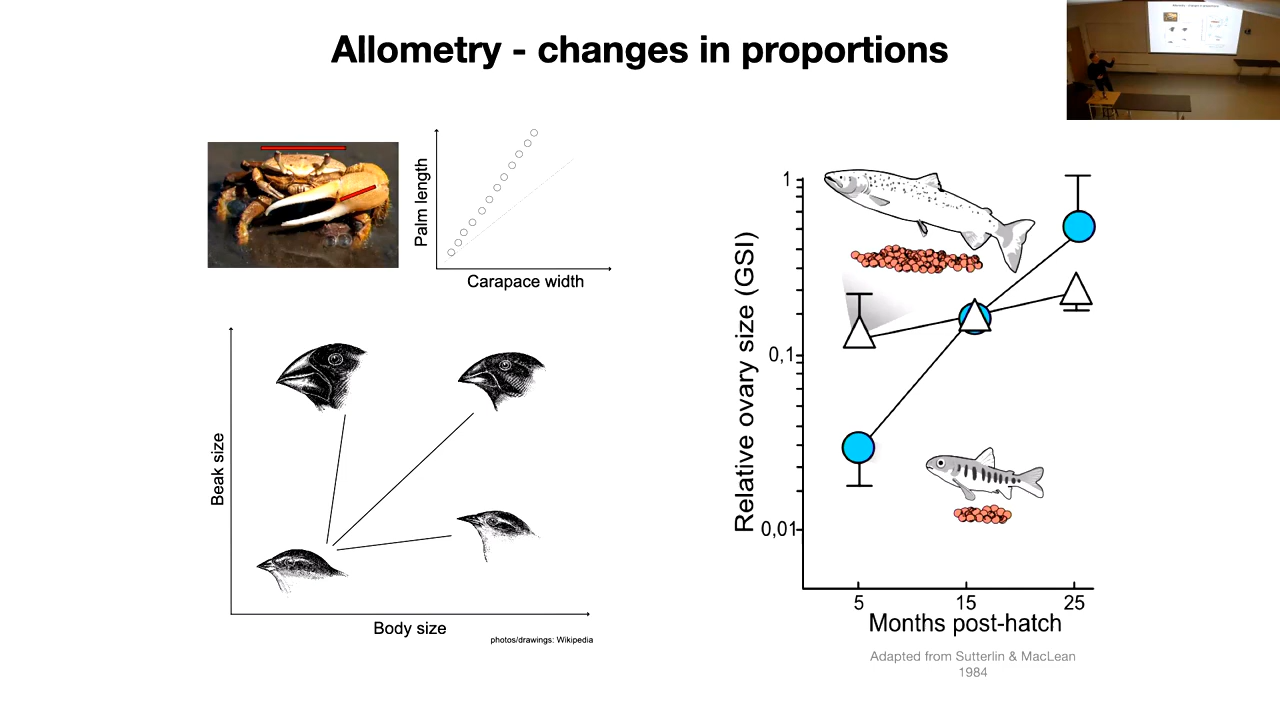 Allometry - changes in proportions
Palm length
Carapace width
Beak size
Body size
photos/drawings: Wikipedia
Relative ovary size (GSI)
1
0,1
0,01
5 15 25
Months post-hatch
Adapted from Sutterlin & MacLean
1984